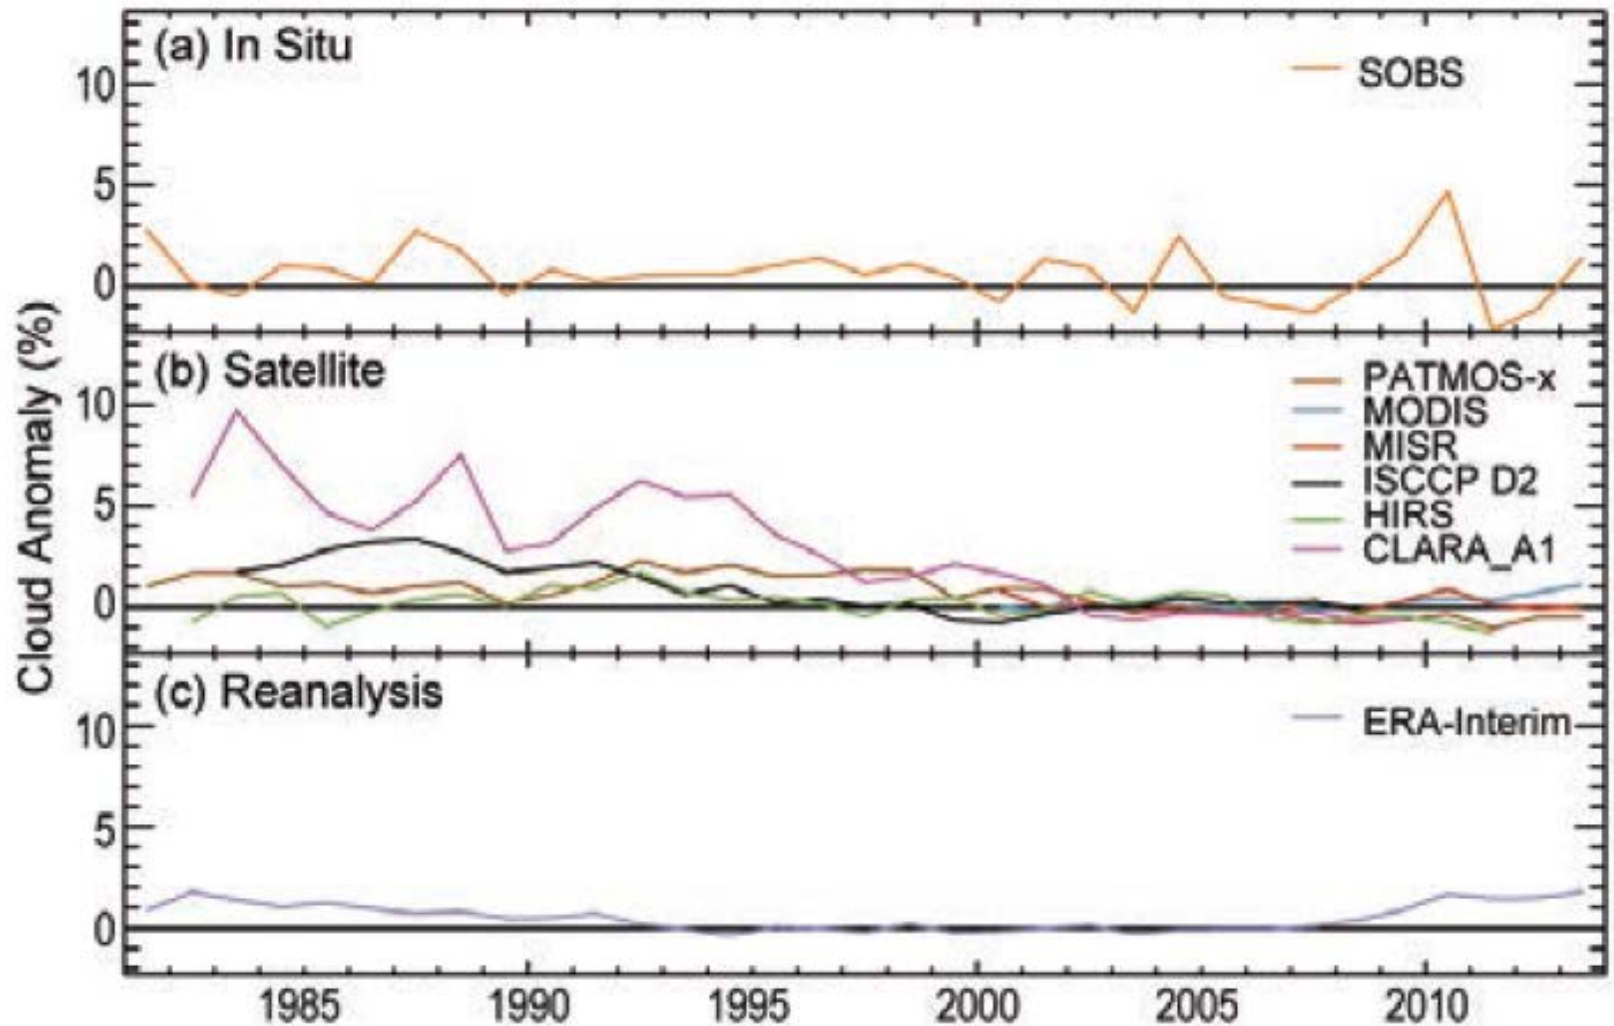 Cloud Anomaly (%)
(a) In Situ
SOBS
10
5
0
(b) Satellite
PATMOS-x
MODIS
MISR
ISCCP D2
HIRS
CLARA_A1
10
5
0
(c) Reanalysis
ERA-Interim
10
5
0
1985 1990 1995 2000 2005 2010